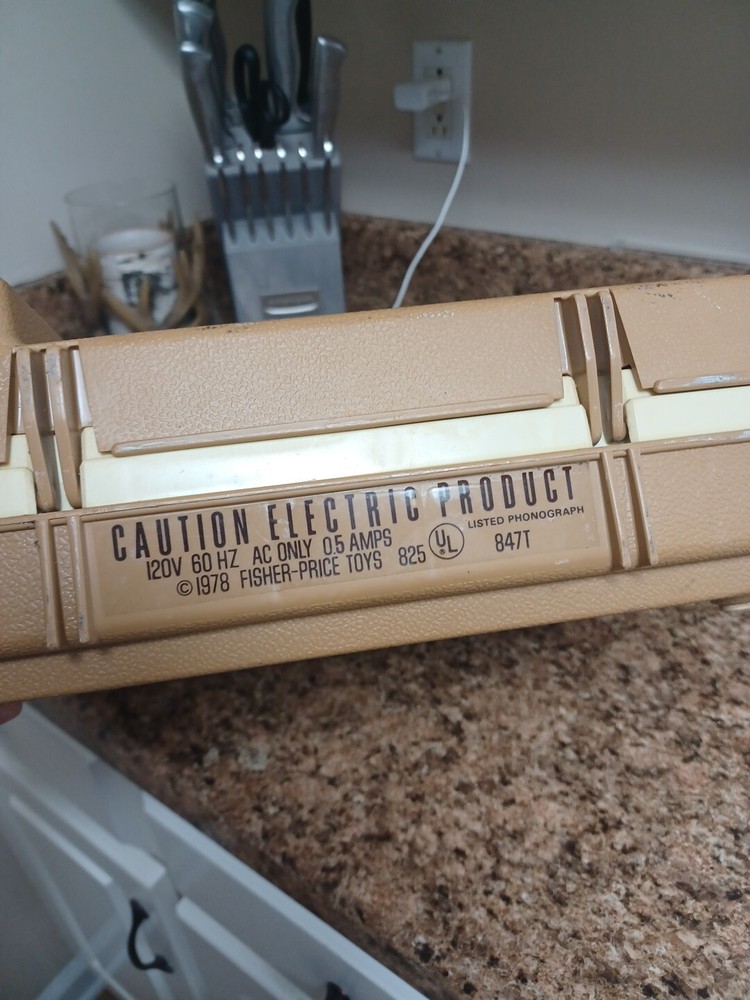 CAUTION ELECTRIC PRODUCT
120V 60 HZ AC ONLY 0.5 AMPS
©1978 FISHER-PRICE TOYS 825
UL
®
LISTED PHONOGRAPH
847T